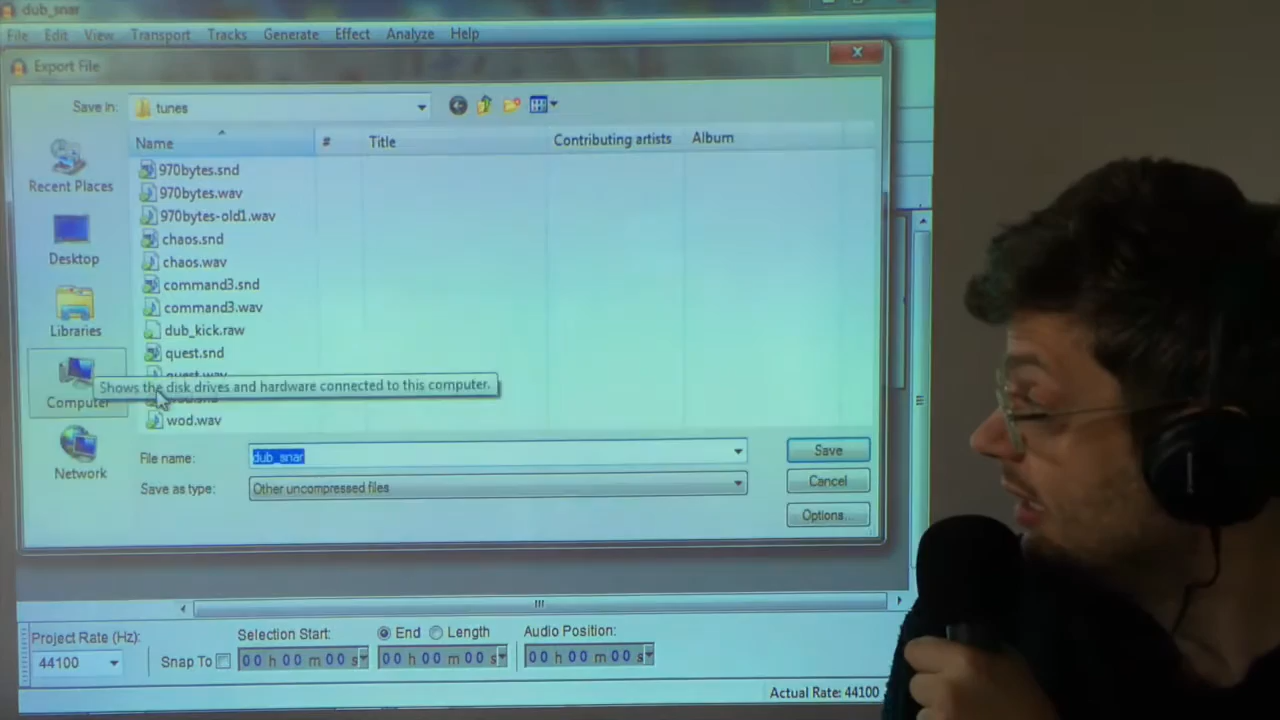 dub_snar
File Edit View Transport Tracks Generate Effect Analyze Help
Export File
Save in: tunes
Name # Title Contributing artists Album
970bytes.snd
970bytes.wav
970bytes-old1.wav
chaos.snd
chaos.wav
command3.snd
command3.wav
dub_kick.raw
quest.snd
quest.wav
wod.wav
Recent Places
Desktop
Libraries
Computer
Network
Shows the disk drives and hardware connected to this computer.
File name: dub_snar Save
Save as type: Other uncompressed files Cancel
Options...
Project Rate (Hz): Selection Start: End Length Audio Position:
44100 Snap To 00 h 00 m 00 s 00 h 00 m 00 s 00 h 00 m 00 s
Actual Rate: 44100